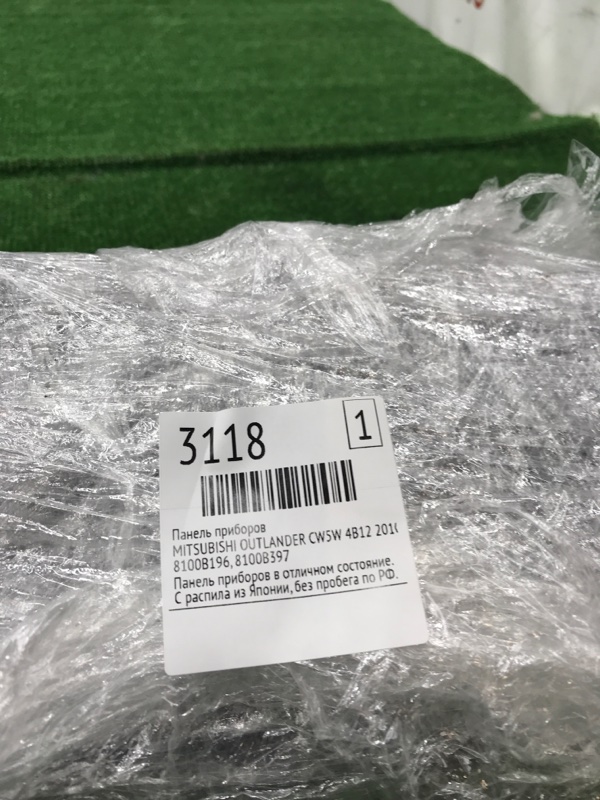 3118
1
Панель приборов
MITSUBISHI OUTLANDER CW5W 4B12 201(
8100B196, 8100B397
Панель приборов в отличном состояние.
С распила из Японии, без пробега по РФ.